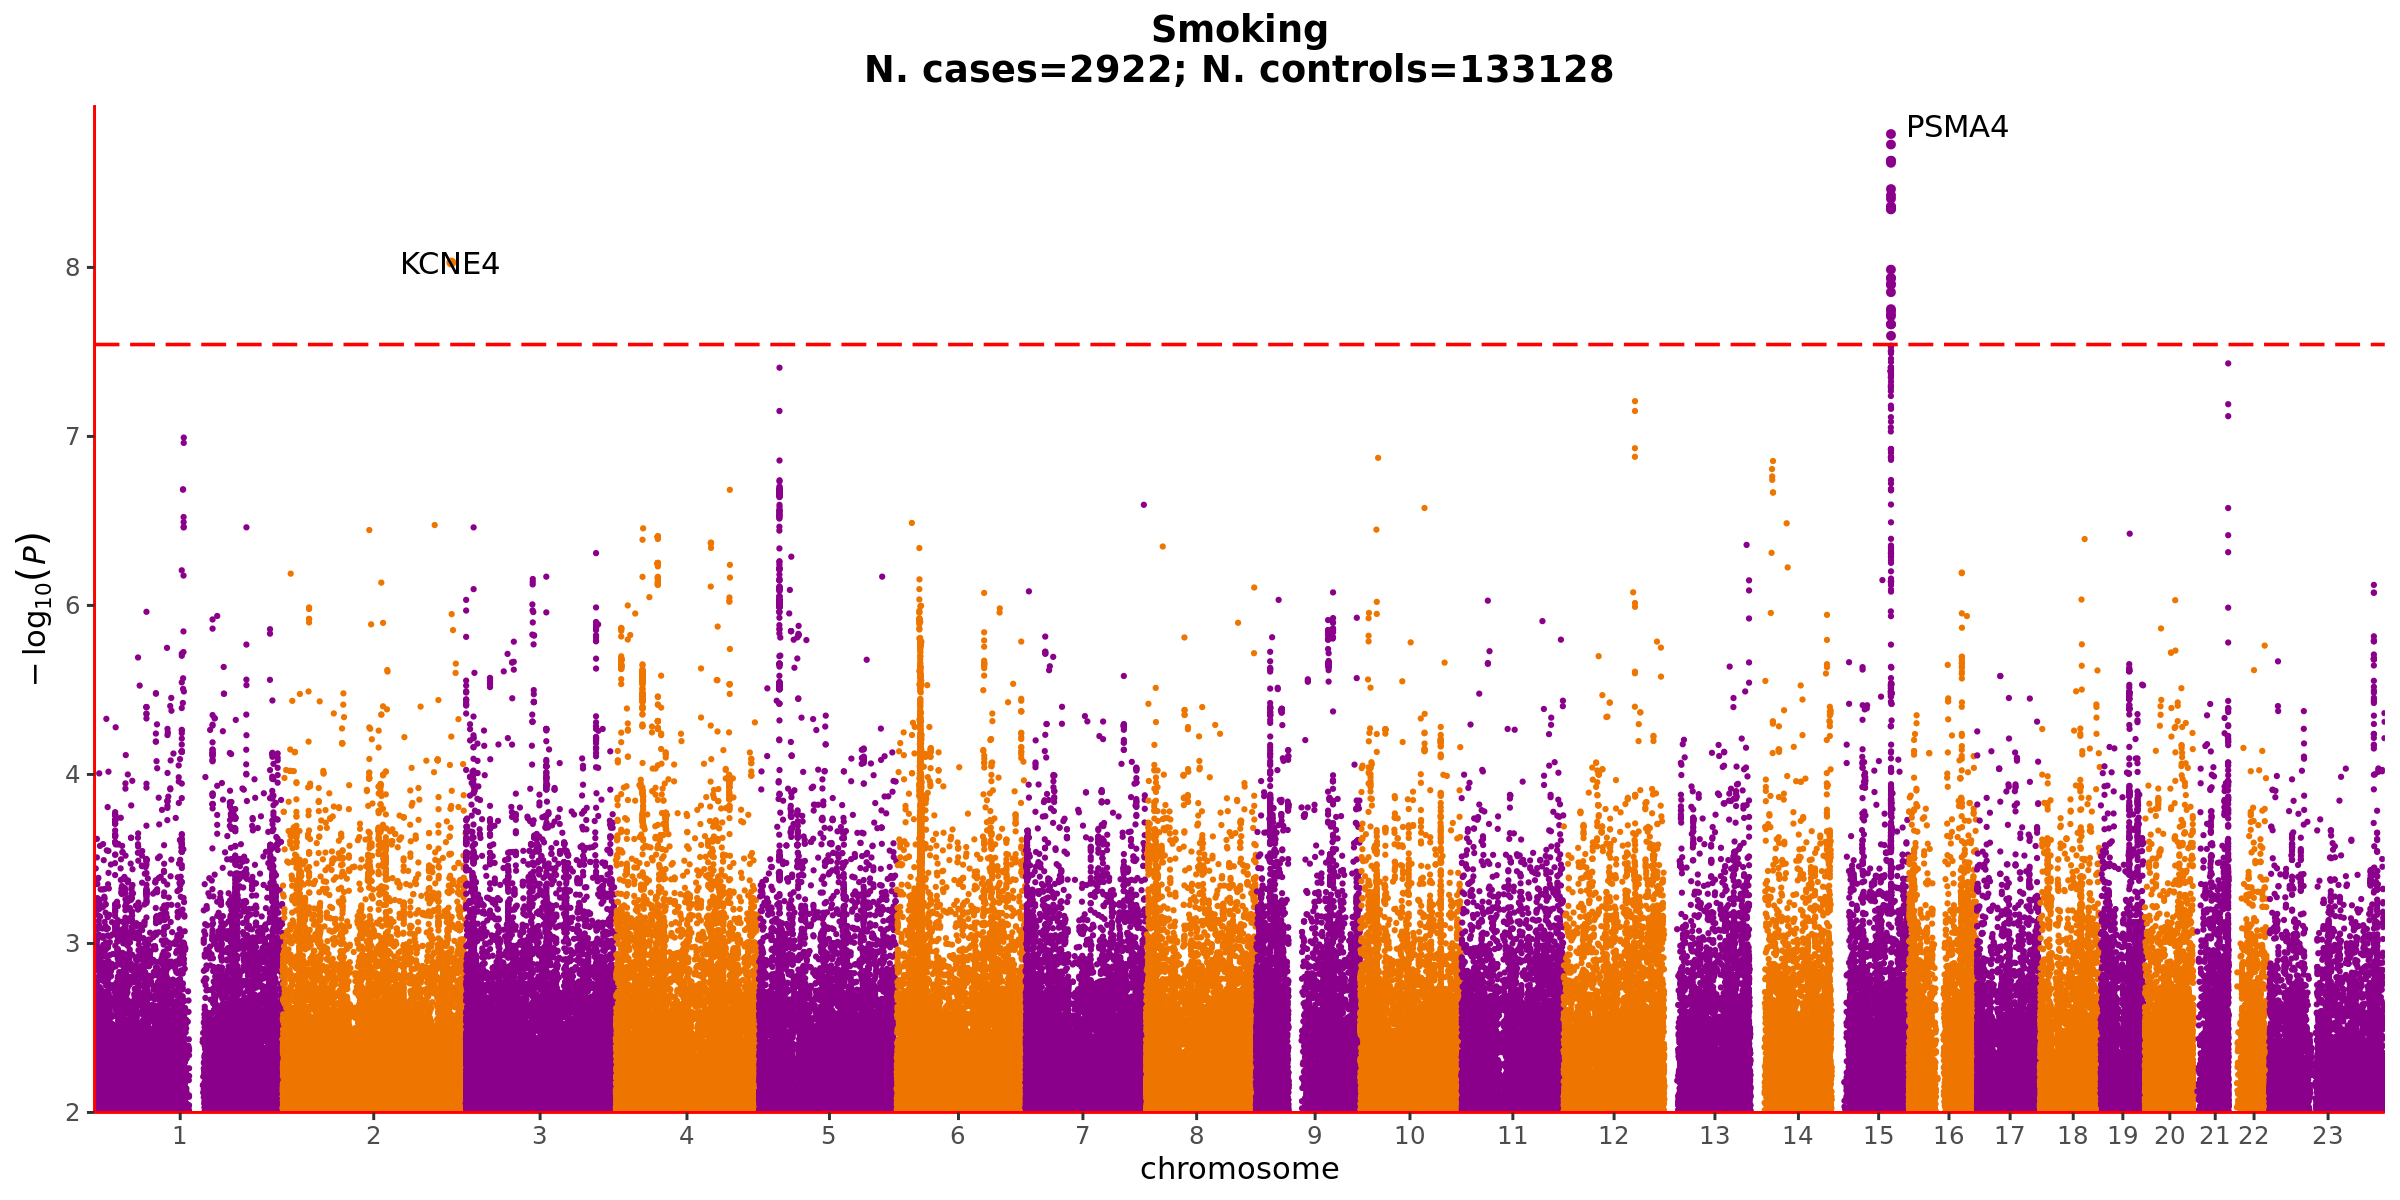 Smoking
N. cases=2922; N. controls=133128
PSMA4
KCNE4
8
7
6
4
3
2
− log₁₀(P)
1 2 3 4 5 6 7 8 9 10 11 12 13 14 15 16 17 18 19 20 21 22 23
chromosome